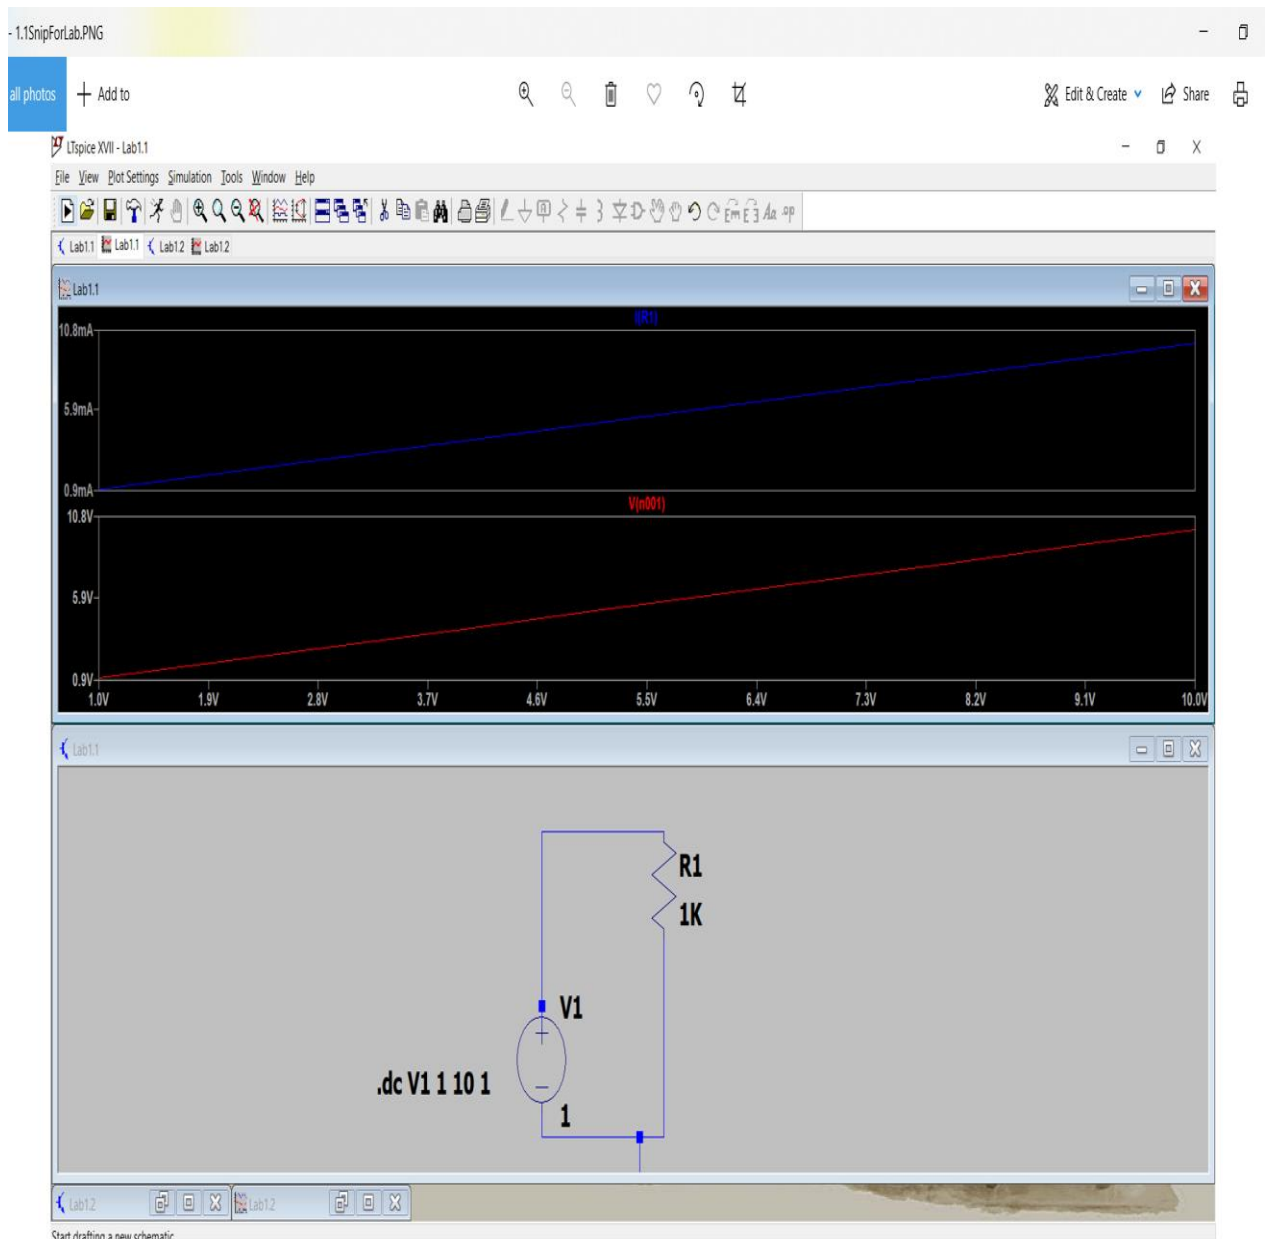 - 1.1SnipForLab.PNG
all photos
Add to
Edit & Create
Share
LTspice XVII - Lab1.1
File View Plot Settings Simulation Tools Window Help
Lab1.1 Lab1.1 Lab1.2 Lab1.2
Lab1.1
I(R1)
10.8mA
5.9mA
0.9mA
V(n001)
10.8V
5.9V
0.9V
1.0V 1.9V 2.8V 3.7V 4.6V 5.5V 6.4V 7.3V 8.2V 9.1V 10.0V
Lab1.1
R1
1K
V1
.dc V1 1 10 1
1
Lab1.2 Lab1.2
Start drafting a new schematic